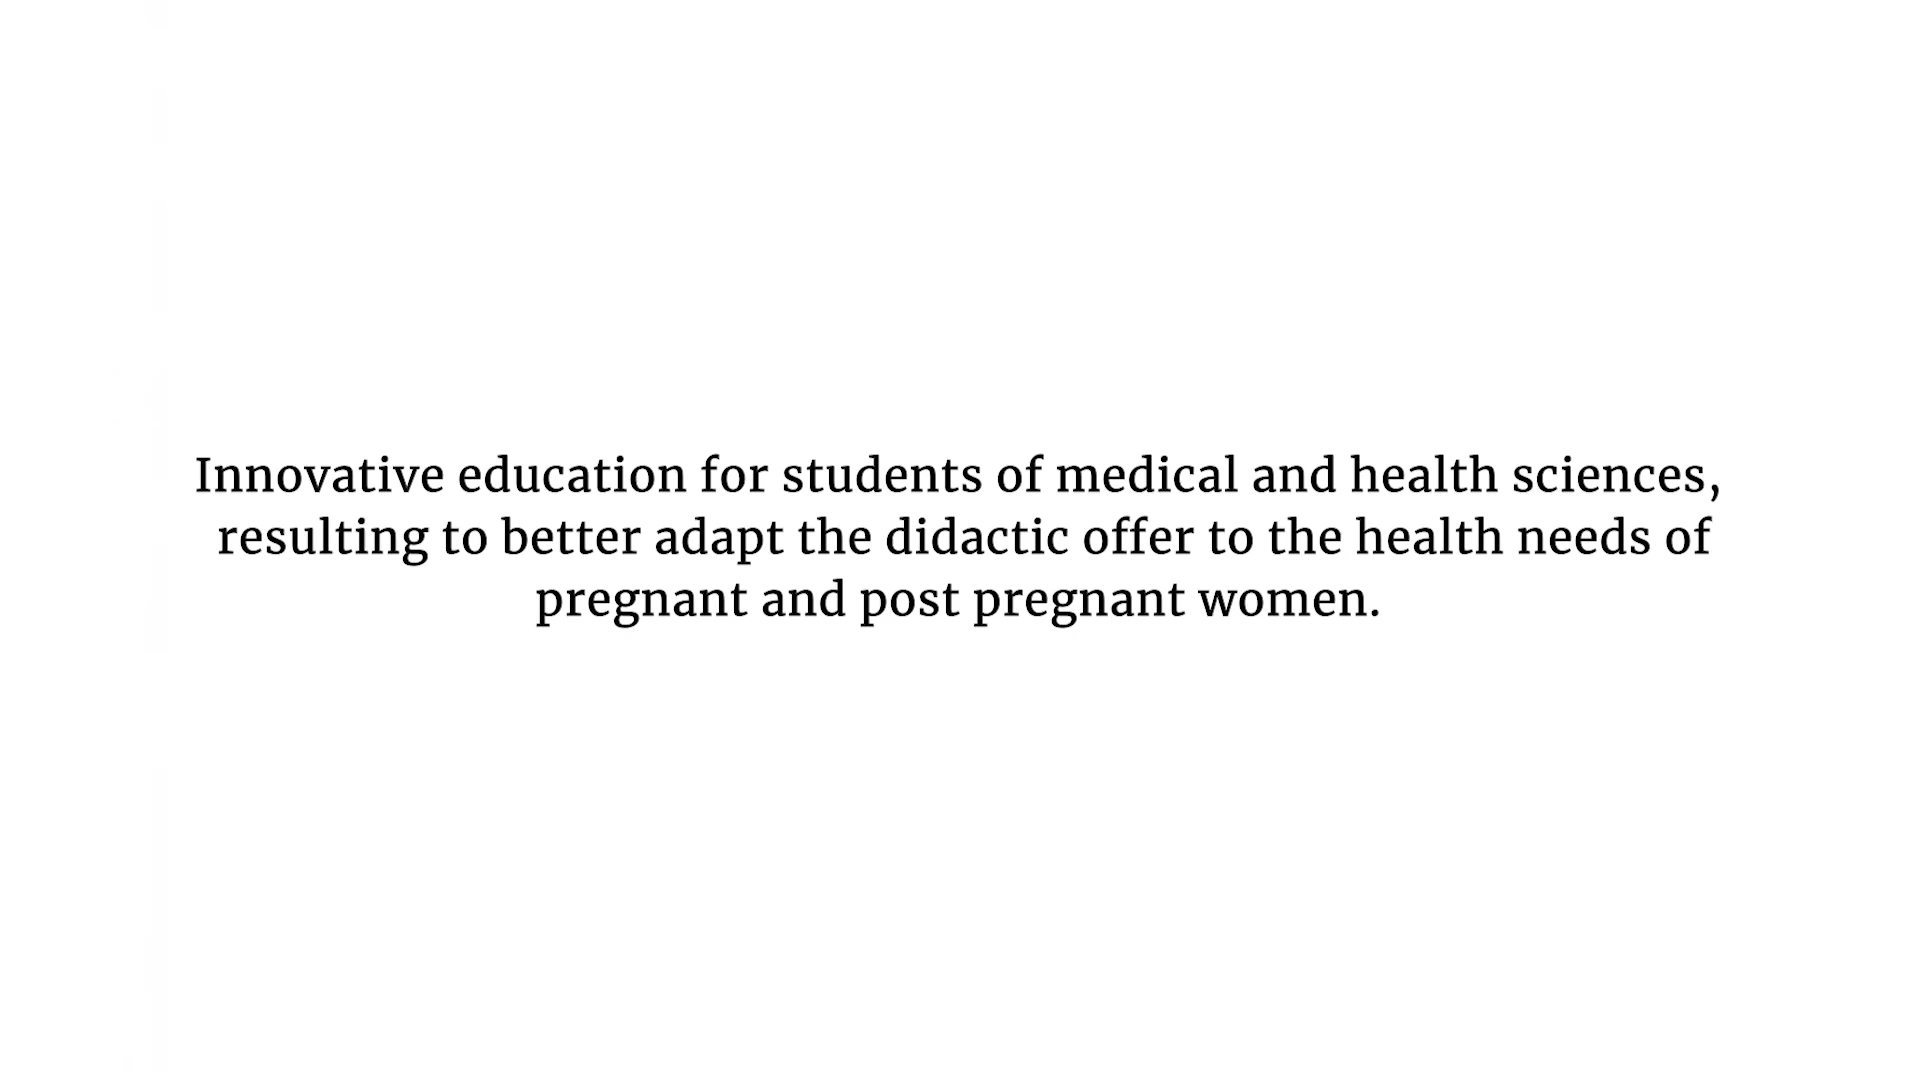 Innovative education for students of medical and health sciences,
resulting to better adapt the didactic offer to the health needs of
pregnant and post pregnant women.